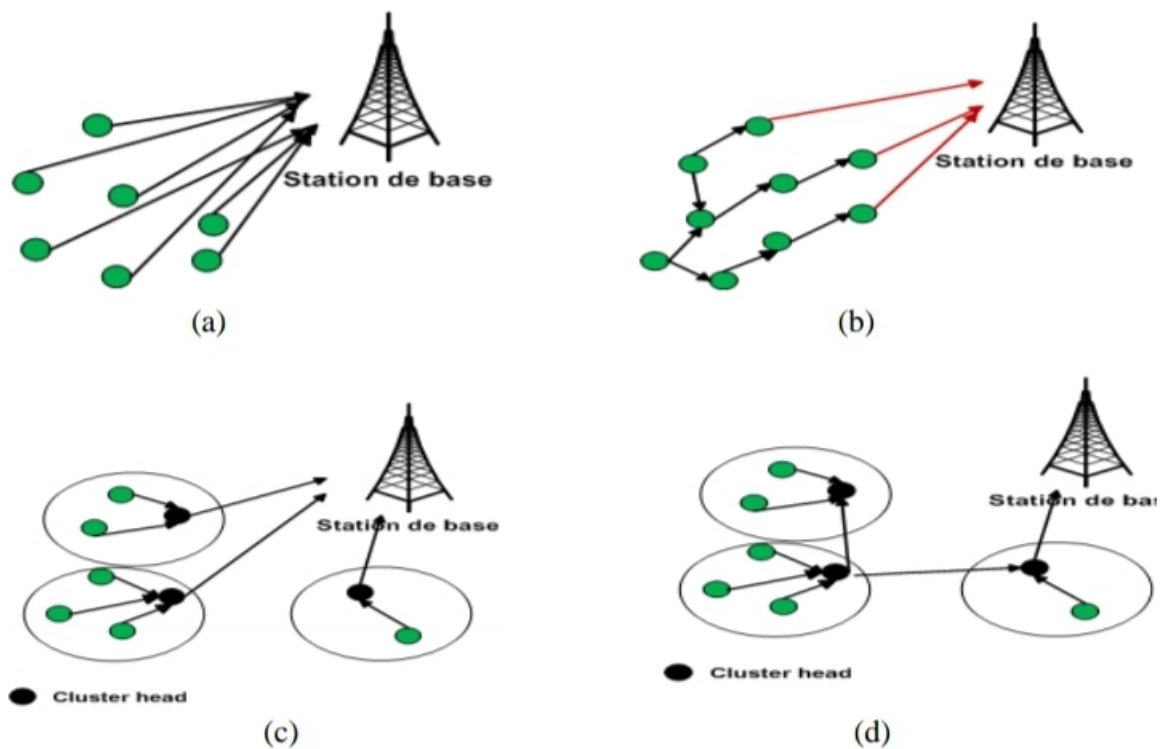 Station de base
Station de base
(a)
(b)
Station de base
Station de bas
Cluster head
Cluster head
(c)
(d)